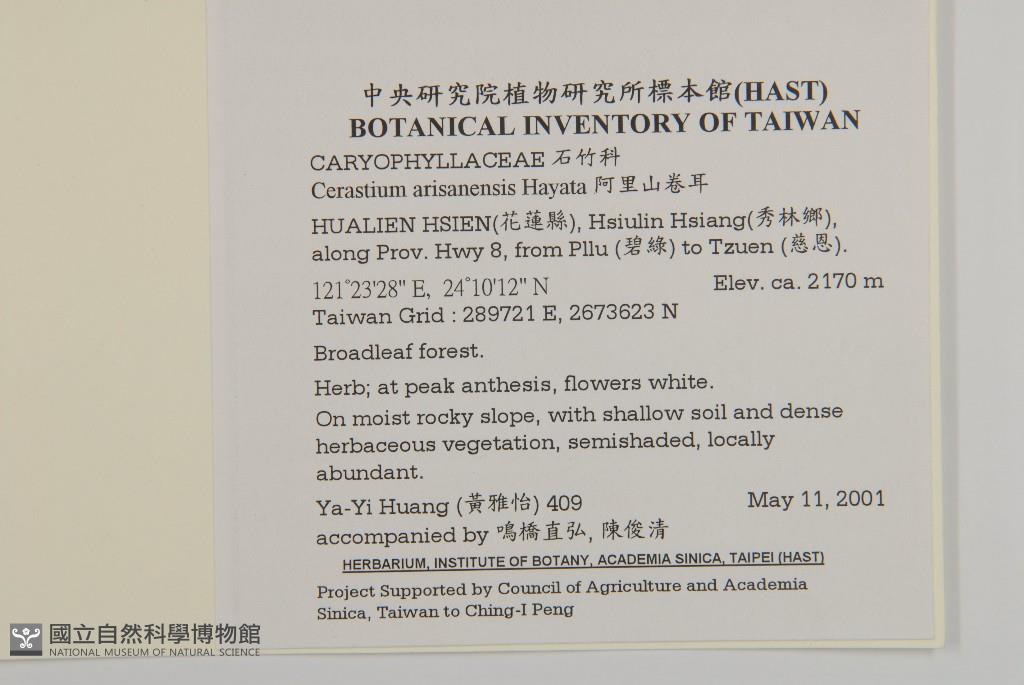 中央研究院植物研究所標本館(HAST)
BOTANICAL INVENTORY OF TAIWAN
CARYOPHYLLACEAE 石竹科
Cerastium arisanensis Hayata 阿里山卷耳
HUALIEN HSIEN(花蓮縣), Hsiulin Hsiang(秀林鄉),
along Prov. Hwy 8, from Pllu (碧綠) to Tzuen (慈恩).
121°23'28" E, 24°10'12" N Elev. ca. 2170 m
Taiwan Grid : 289721 E, 2673623 N
Broadleaf forest.
Herb; at peak anthesis, flowers white.
On moist rocky slope, with shallow soil and dense
herbaceous vegetation, semishaded, locally
abundant.
Ya-Yi Huang (黃雅怡) 409 May 11, 2001
accompanied by 鳴橋直弘, 陳俊清
HERBARIUM, INSTITUTE OF BOTANY, ACADEMIA SINICA, TAIPEI (HAST)
Project Supported by Council of Agriculture and Academia
Sinica, Taiwan to Ching-I Peng
國立自然科學博物館
NATIONAL MUSEUM OF NATURAL SCIENCE